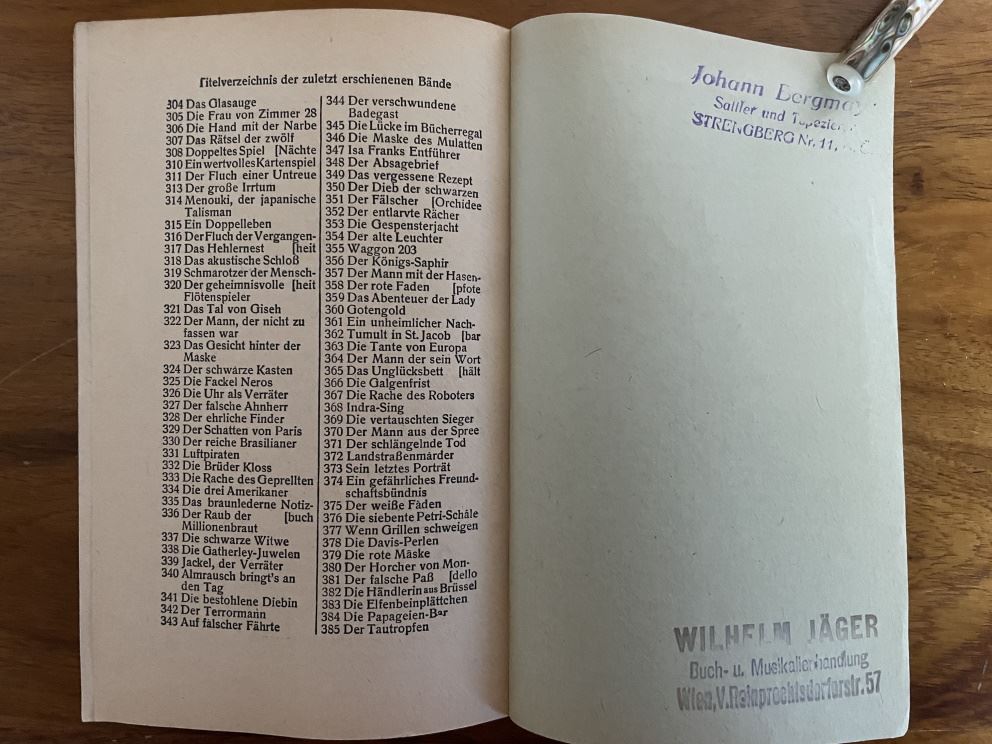 Titelverzeichnis der zuletzt erschienenen Bände
304 Das Glasauge
305 Die Frau von Zimmer 28
306 Die Hand mit der Narbe
307 Das Rätsel der zwölf
308 Doppeltes Spiel [Nächte
310 Ein wertvolles Kartenspiel
311 Der Fluch einer Untreue
313 Der große Irrtum
314 Menouki, der japanische
Talisman
315 Ein Doppelleben
316 Der Fluch der Vergangen-
317 Das Hehlernest [heit
318 Das akustische Schloß
319 Schmarotzer der Mensch-
320 Der geheimnisvolle [heit
Flötenspieler
321 Das Tal von Giseh
322 Der Mann, der nicht zu
fassen war
323 Das Gesicht hinter der
Maske
324 Der schwarze Kasten
325 Die Fackel Neros
326 Die Uhr als Verräter
327 Der falsche Ahnherr
328 Der ehrliche Finder
329 Der Schatten von Paris
330 Der reiche Brasilianer
331 Luftpiraten
332 Die Brüder Kloss
333 Die Rache des Geprellten
334 Die drei Amerikaner
335 Das braunlederne Notiz-
336 Der Raub der [buch
Millionenbraut
337 Die schwarze Witwe
338 Die Gatherley-Juwelen
339 Jackel, der Verräter
340 Almrausch bringt's an
den Tag
341 Die bestohlene Diebin
342 Der Terrormann
343 Auf falscher Fährte
344 Der verschwundene
Badegast
345 Die Lücke im Bücherregal
346 Die Maske des Mulatten
347 Isa Franks Entführer
348 Der Absagebrief
349 Das vergessene Rezept
350 Der Dieb der schwarzen
351 Der Fälscher [Orchidee
352 Der entlarvte Rächer
353 Die Gespensterjacht
354 Der alte Leuchter
355 Waggon 203
356 Der Königs-Saphir
357 Der Mann mit der Hasen-
358 Der rote Faden [pfote
359 Das Abenteuer der Lady
360 Gotengold
361 Ein unheimlicher Nach-
362 Tumult in St. Jacob [bar
363 Die Tante von Europa
364 Der Mann der sein Wort
365 Das Unglücksbett [hält
366 Die Galgenfrist
367 Die Rache des Roboters
368 Indra-Sing
369 Die vertauschten Sieger
370 Der Mann aus der Spree
371 Der schlängelnde Tod
372 Landstraßenmarder
373 Sein letztes Porträt
374 Ein gefährliches Freund-
schaftsbündnis
375 Der weiße Faden
376 Die siebente Petri-Schale
377 Wenn Grillen schweigen
378 Die Davis-Perlen
379 Die rote Maske
380 Der Horcher von Mon-
381 Der falsche Paß [dello
382 Die Händlerin aus Brüssel
383 Die Elfenbeinplättchen
384 Die Papageien-Bar
385 Der Tautropfen
Johann
Sattler und
STRENGBERG Nr. 11,
WILHELM JÄGER
Buch- u. Musikalienhandlung
Wien, V. Reinprechtsdorferstr. 57